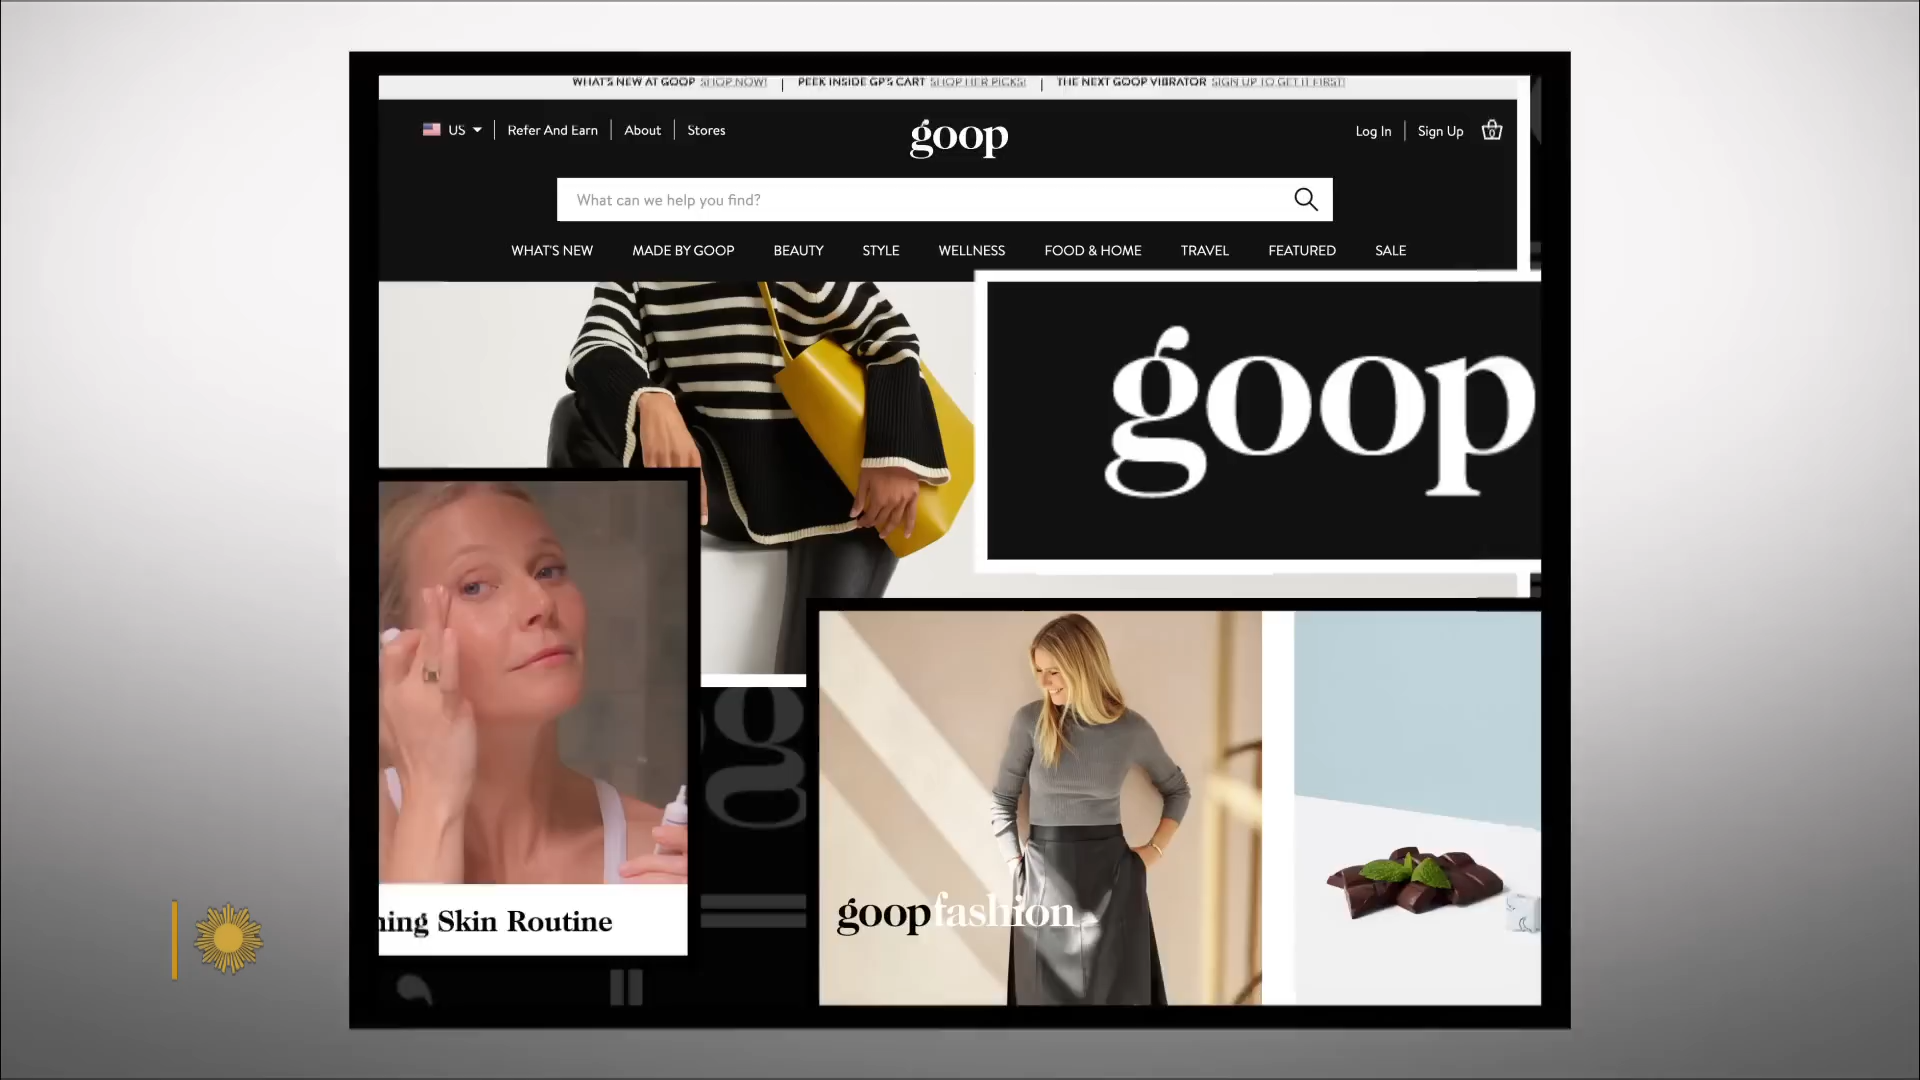 WHAT'S NEW AT GOOP SHOP NOW! | PEEK INSIDE GP'S CART SHOP HER PICKS! | THE NEXT GOOP VIBRATOR SIGN UP TO GET IT FIRST!
US | Refer And Earn | About | Stores
goop
Log In | Sign Up
0
What can we help you find?
WHAT'S NEW MADE BY GOOP BEAUTY STYLE WELLNESS FOOD & HOME TRAVEL FEATURED SALE
goop
g
ning Skin Routine
goopfashion